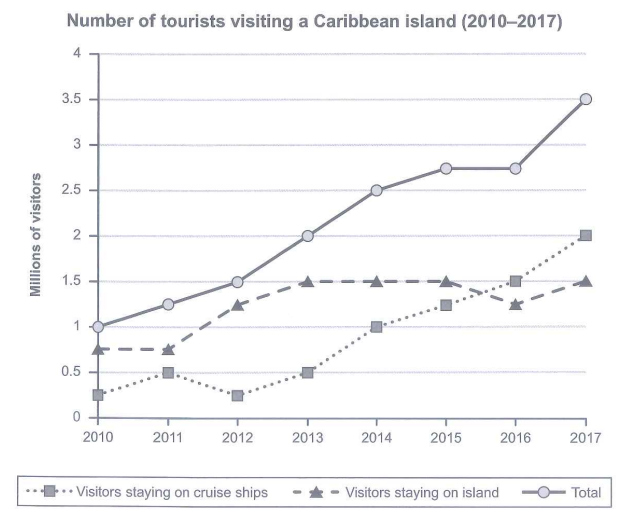 Number of tourists visiting a Caribbean island (2010–2017)
4
3.5
3
2.5
2
1.5
1
0.5
0
Millions of visitors
2010 2011 2012 2013 2014 2015 2016 2017
Visitors staying on cruise ships Visitors staying on island Total